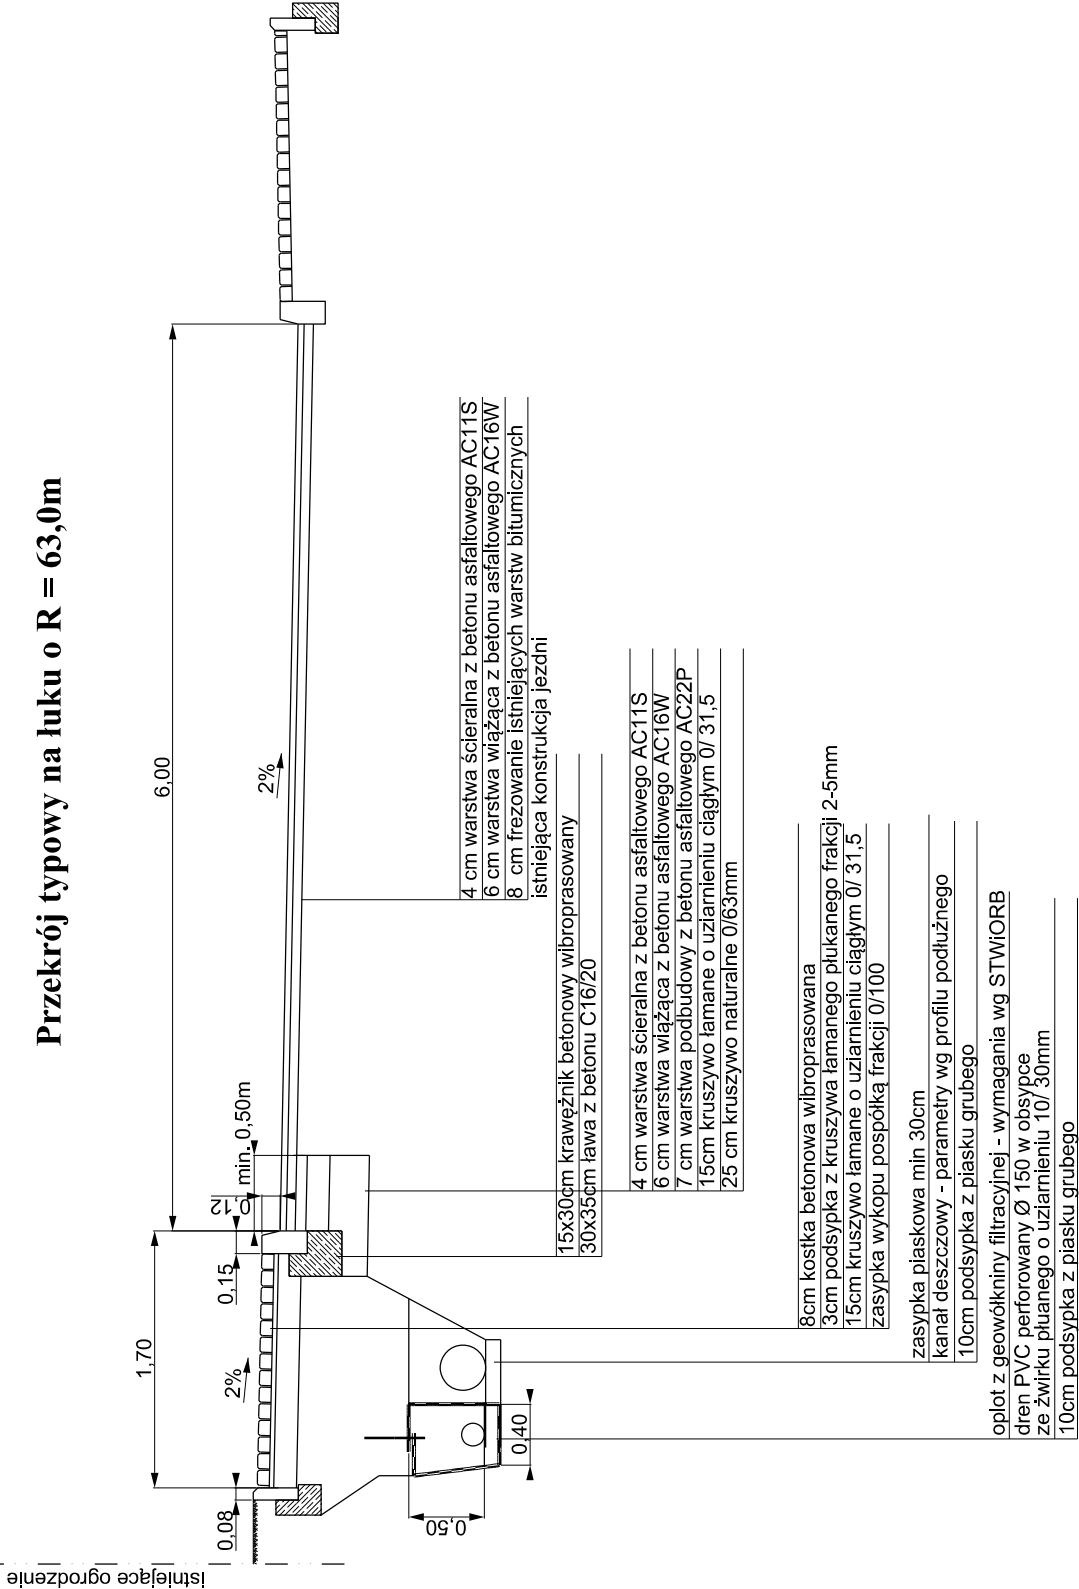 Przekrój typowy na łuku o R = 63,0m
istniejące ogrodzenie
0,08
1,70
2%
0,15
0,12
min. 0,50m
6,00
2%
0,50
0,40
4 cm warstwa ścieralna z betonu asfaltowego AC11S
6 cm warstwa wiążąca z betonu asfaltowego AC16W
8 cm frezowanie istniejących warstw bitumicznych
istniejąca konstrukcja jezdni
15x30cm krawężnik betonowy wibroprasowany
30x35cm ława z betonu C16/20
4 cm warstwa ścieralna z betonu asfaltowego AC11S
6 cm warstwa wiążąca z betonu asfaltowego AC16W
7 cm warstwa podbudowy z betonu asfaltowego AC22P
15cm kruszywo łamane o uziarnieniu ciągłym 0/ 31,5
25 cm kruszywo naturalne 0/63mm
8cm kostka betonowa wibroprasowana
3cm podsypka z kruszywa łamanego płukanego frakcji 2-5mm
15cm kruszywo łamane o uziarnieniu ciągłym 0/ 31,5
zasypka wykopu pospółką frakcji 0/100
zasypka piaskowa min 30cm
kanał deszczowy - parametry wg profilu podłużnego
10cm podsypka z piasku grubego
oplot z geowłókniny filtracyjnej - wymagania wg STWiORB
dren PVC perforowany Ø 150 w obsypce
ze żwirku płuanego o uziarnieniu 10/ 30mm
10cm podsypka z piasku grubego